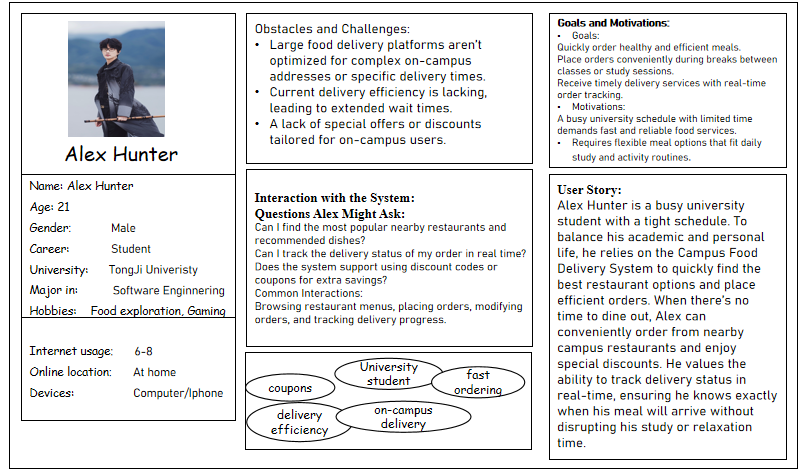 Alex Hunter
Name: Alex Hunter
Age: 21
Gender: Male
Career: Student
University: TongJi Univeristy
Major in: Software Enginnering
Hobbies: Food exploration, Gaming
Internet usage: 6-8
Online location: At home
Devices: Computer/Iphone
Obstacles and Challenges:
• Large food delivery platforms aren't
optimized for complex on-campus
addresses or specific delivery times.
• Current delivery efficiency is lacking,
leading to extended wait times.
• A lack of special offers or discounts
tailored for on-campus users.
Interaction with the System:
Questions Alex Might Ask:
Can I find the most popular nearby restaurants and
recommended dishes?
Can I track the delivery status of my order in real time?
Does the system support using discount codes or
coupons for extra savings?
Common Interactions:
Browsing restaurant menus, placing orders, modifying
orders, and tracking delivery progress.
University
student
coupons
fast
ordering
delivery
efficiency
on-campus
delivery
Goals and Motivations:
• Goals:
Quickly order healthy and efficient meals.
Place orders conveniently during breaks between
classes or study sessions.
Receive timely delivery services with real-time
order tracking.
• Motivations:
A busy university schedule with limited time
demands fast and reliable food services.
• Requires flexible meal options that fit daily
study and activity routines.
User Story:
Alex Hunter is a busy university
student with a tight schedule. To
balance his academic and personal
life, he relies on the Campus Food
Delivery System to quickly find the
best restaurant options and place
efficient orders. When there's no
time to dine out, Alex can
conveniently order from nearby
campus restaurants and enjoy
special discounts. He values the
ability to track delivery status in
real-time, ensuring he knows exactly
when his meal will arrive without
disrupting his study or relaxation
time.